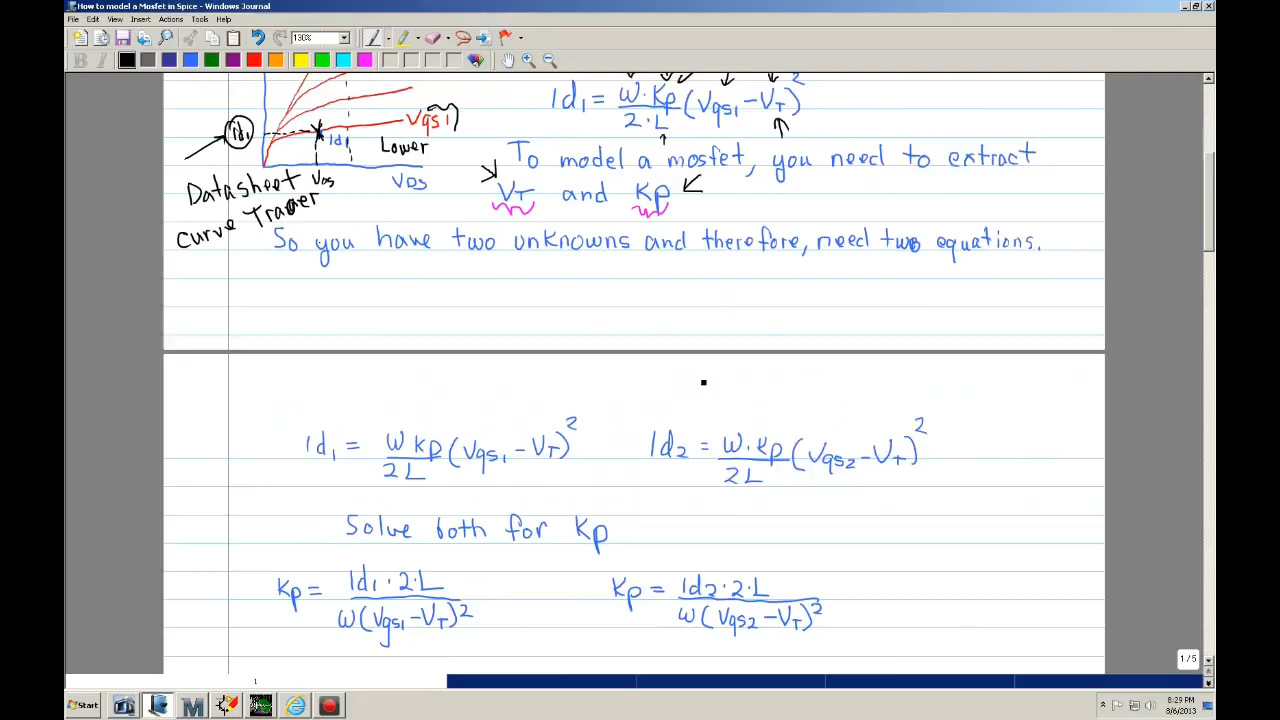 How to model a Mosfet in Spice - Windows Journal
File Edit View Insert Actions Tools Help
130%
B I
Id1 = W·Kp/2·L (Vgs1 - VT)^2
Vgs1
Id1
Id1
Lower
VDS
VDS
Datasheet
Curve Tracer
To model a mosfet, you need to extract
VT and Kp
So you have two unknowns and therefore, need two equations.
Id1 = W Kp/2L (Vgs1 - VT)^2 Id2 = W·Kp/2L (Vgs2 - VT)^2
Solve both for Kp
Kp = Id1·2·L/W(Vgs1 - VT)^2 Kp = Id2·2·L/W(Vgs2 - VT)^2
1/5
1
Start
8:29 PM
8/6/2013